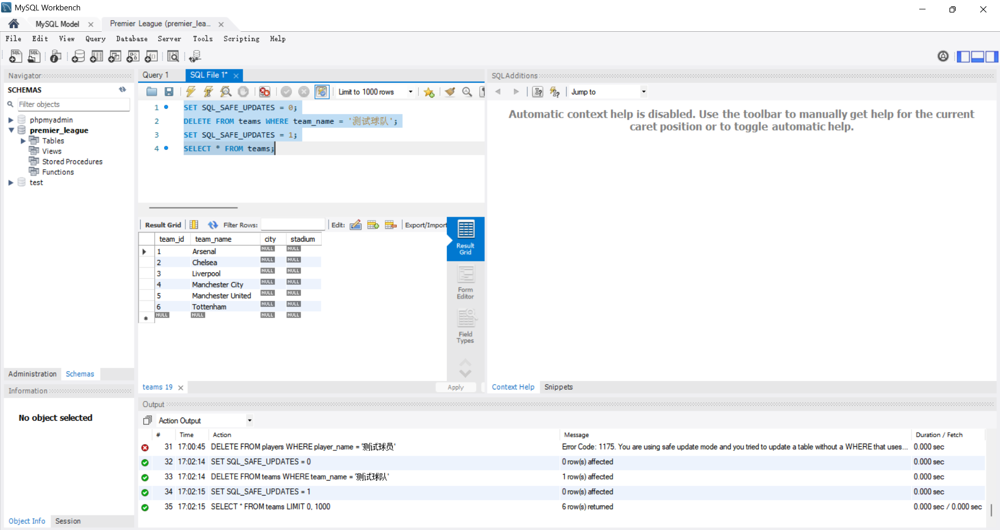 MySQL Workbench
MySQL Model
Premier League (premier_lea...
File Edit View Query Database Server Tools Scripting Help
Navigator
SCHEMAS
Filter objects
phpmyadmin
premier_league
Tables
Views
Stored Procedures
Functions
test
Administration Schemas
Information
No object selected
Object Info Session
Query 1
SQL File 1*
Limit to 1000 rows
1 SET SQL_SAFE_UPDATES = 0;
2 DELETE FROM teams WHERE team_name = '测试球队';
3 SET SQL_SAFE_UPDATES = 1;
4 SELECT * FROM teams;
Result Grid
Filter Rows:
Edit:
Export/Import
team_id team_name city stadium
1 Arsenal NULL NULL
2 Chelsea NULL NULL
3 Liverpool NULL NULL
4 Manchester City NULL NULL
5 Manchester United NULL NULL
6 Tottenham NULL NULL
NULL NULL NULL NULL
Result
Grid
Form
Editor
Field
Types
teams 19
Apply
SQLAdditions
Jump to
Automatic context help is disabled. Use the toolbar to manually get help for the current
caret position or to toggle automatic help.
Context Help Snippets
Output
Action Output
# Time Action Message Duration / Fetch
31 17:00:45 DELETE FROM players WHERE player_name = '测试球员' Error Code: 1175. You are using safe update mode and you tried to update a table without a WHERE that uses... 0.000 sec
32 17:02:14 SET SQL_SAFE_UPDATES = 0 0 row(s) affected 0.000 sec
33 17:02:14 DELETE FROM teams WHERE team_name = '测试球队' 1 row(s) affected 0.000 sec
34 17:02:15 SET SQL_SAFE_UPDATES = 1 0 row(s) affected 0.000 sec
35 17:02:15 SELECT * FROM teams LIMIT 0, 1000 6 row(s) returned 0.000 sec / 0.000 sec